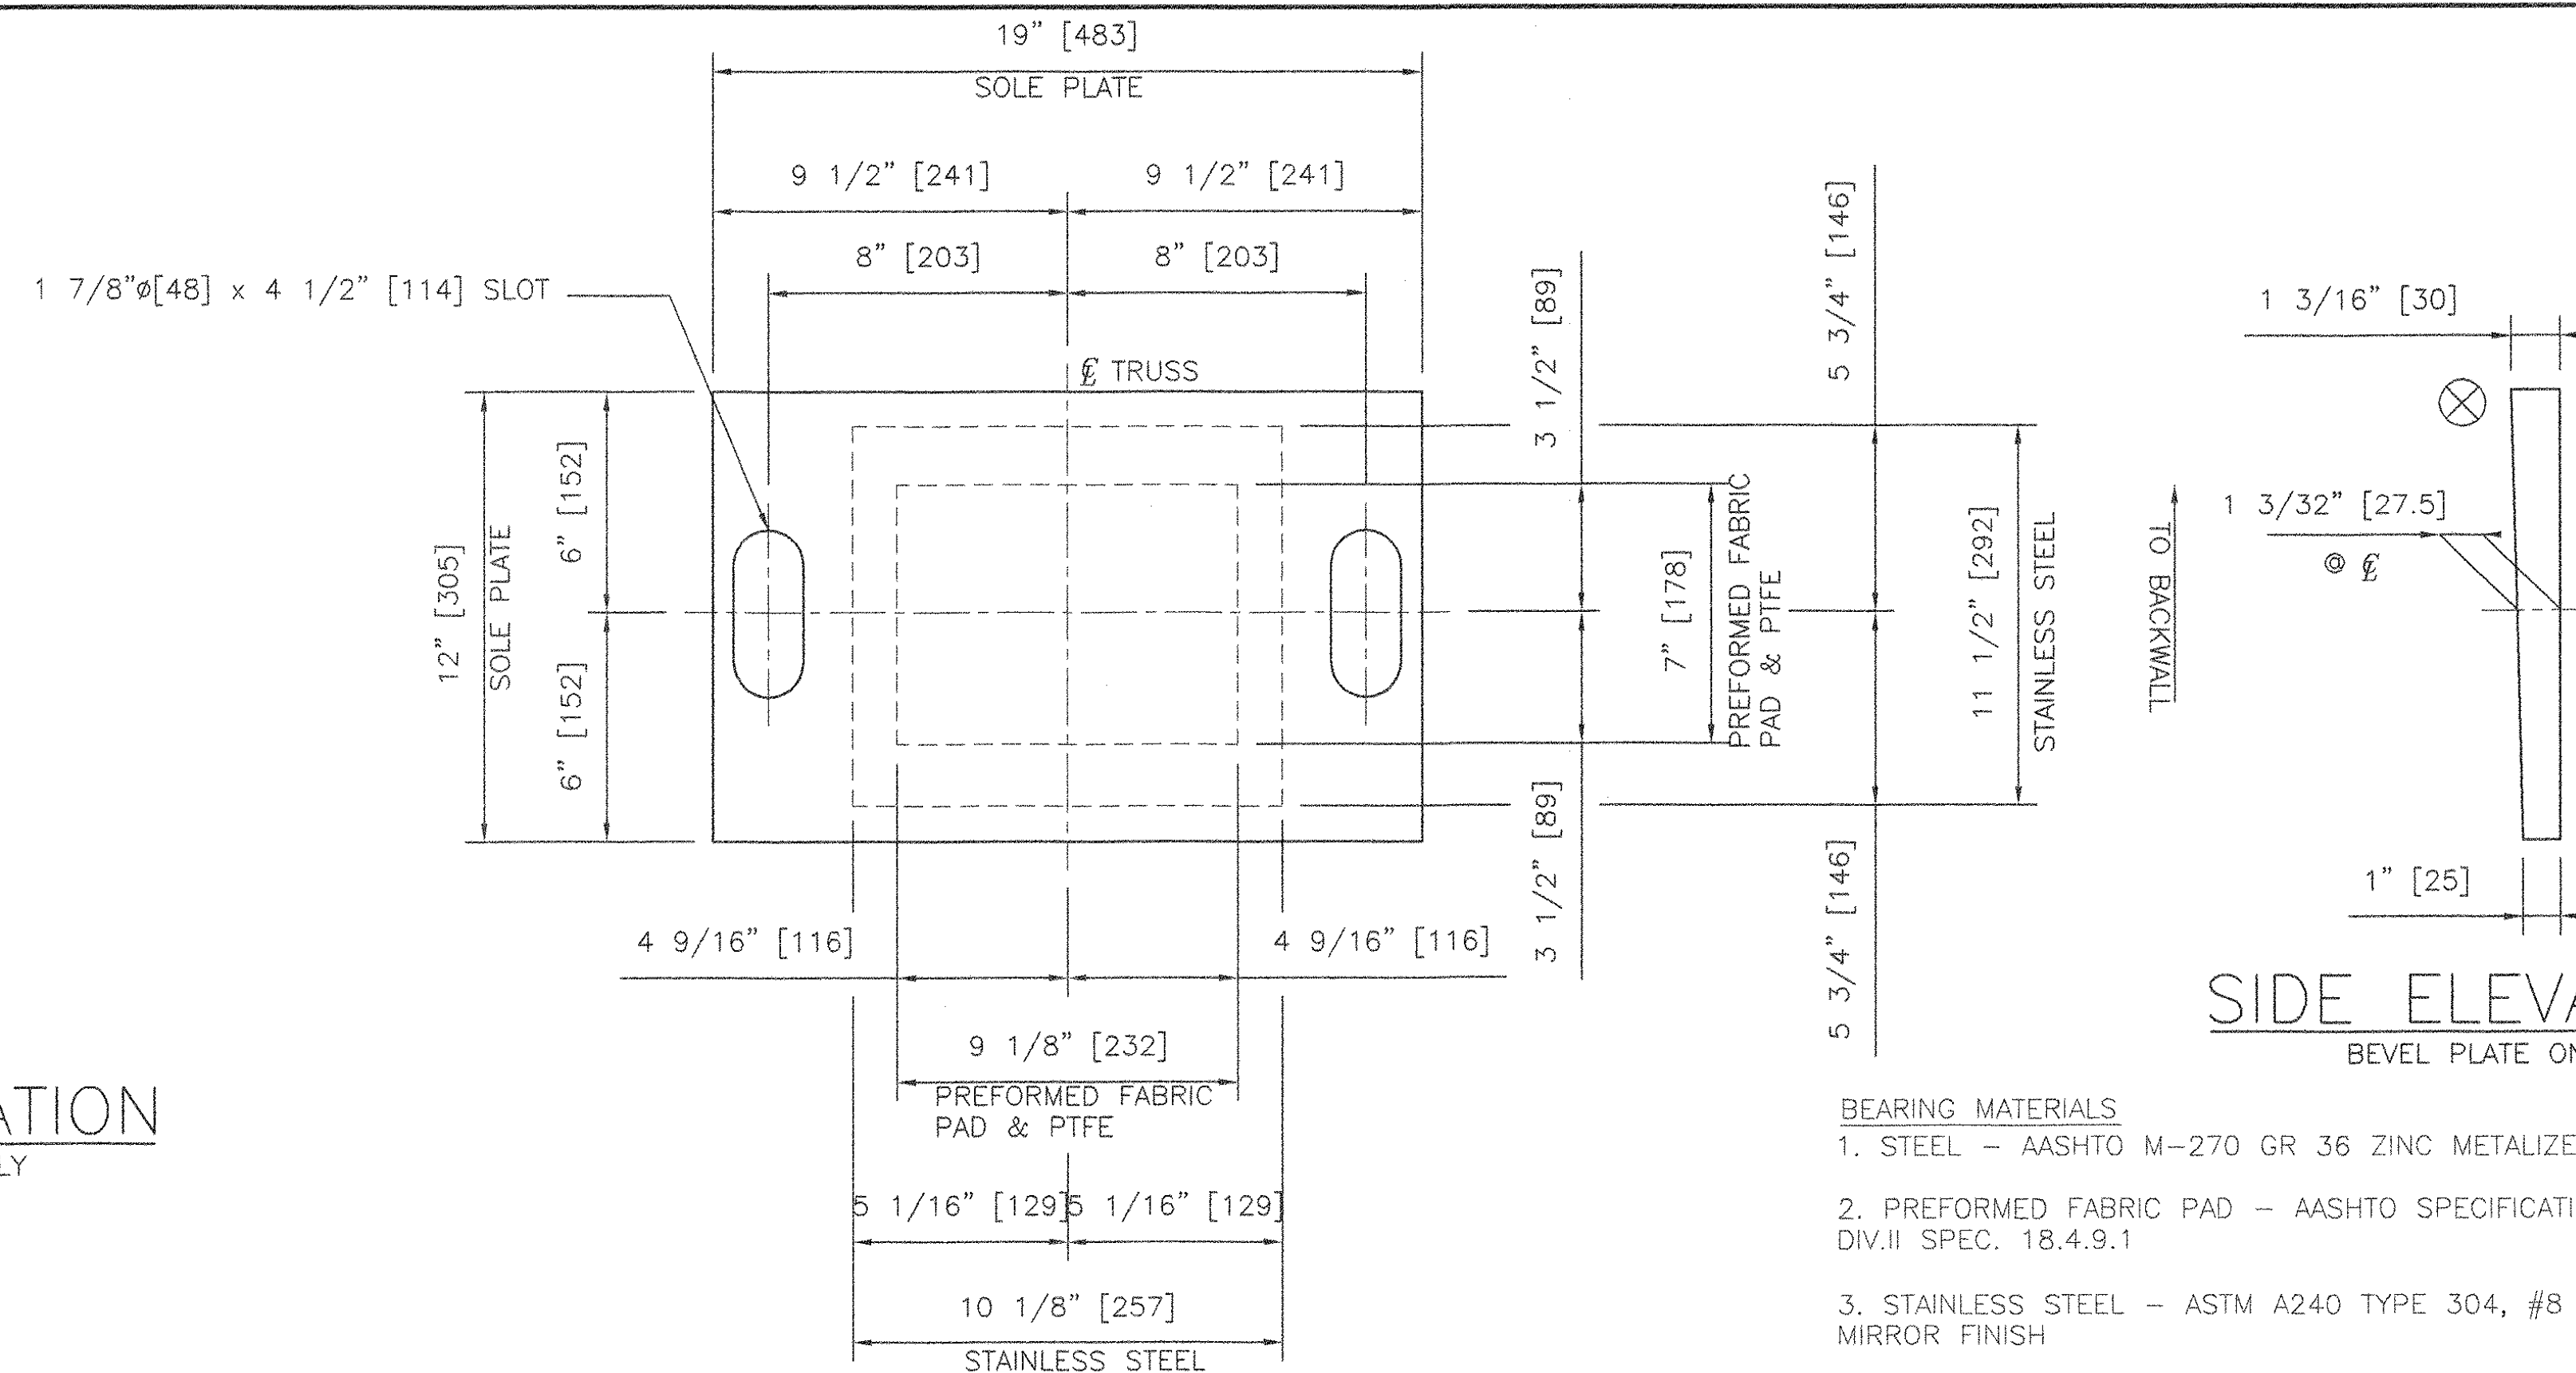 19" [483]
SOLE PLATE
9 1/2" [241]
9 1/2" [241]
8" [203]
8" [203]
1 7/8"ø[48] x 4 1/2" [114] SLOT
℄ TRUSS
12" [305]
SOLE PLATE
6" [152]
6" [152]
3 1/2" [89]
3 1/2" [89]
5 3/4" [146]
5 3/4" [146]
7" [178]
PREFORMED FABRIC
PAD & PTFE
11 1/2" [292]
STAINLESS STEEL
4 9/16" [116]
4 9/16" [116]
9 1/8" [232]
PREFORMED FABRIC
PAD & PTFE
5 1/16" [129]
5 1/16" [129]
10 1/8" [257]
STAINLESS STEEL
ATION
LY
1 3/16" [30]
1 3/32" [27.5]
@ ℄
TO BACKWALL
1" [25]
SIDE ELEVA
BEVEL PLATE ON
BEARING MATERIALS
1. STEEL – AASHTO M–270 GR 36 ZINC METALIZE
2. PREFORMED FABRIC PAD – AASHTO SPECIFICATI
DIV.II SPEC. 18.4.9.1
3. STAINLESS STEEL – ASTM A240 TYPE 304, #8
MIRROR FINISH